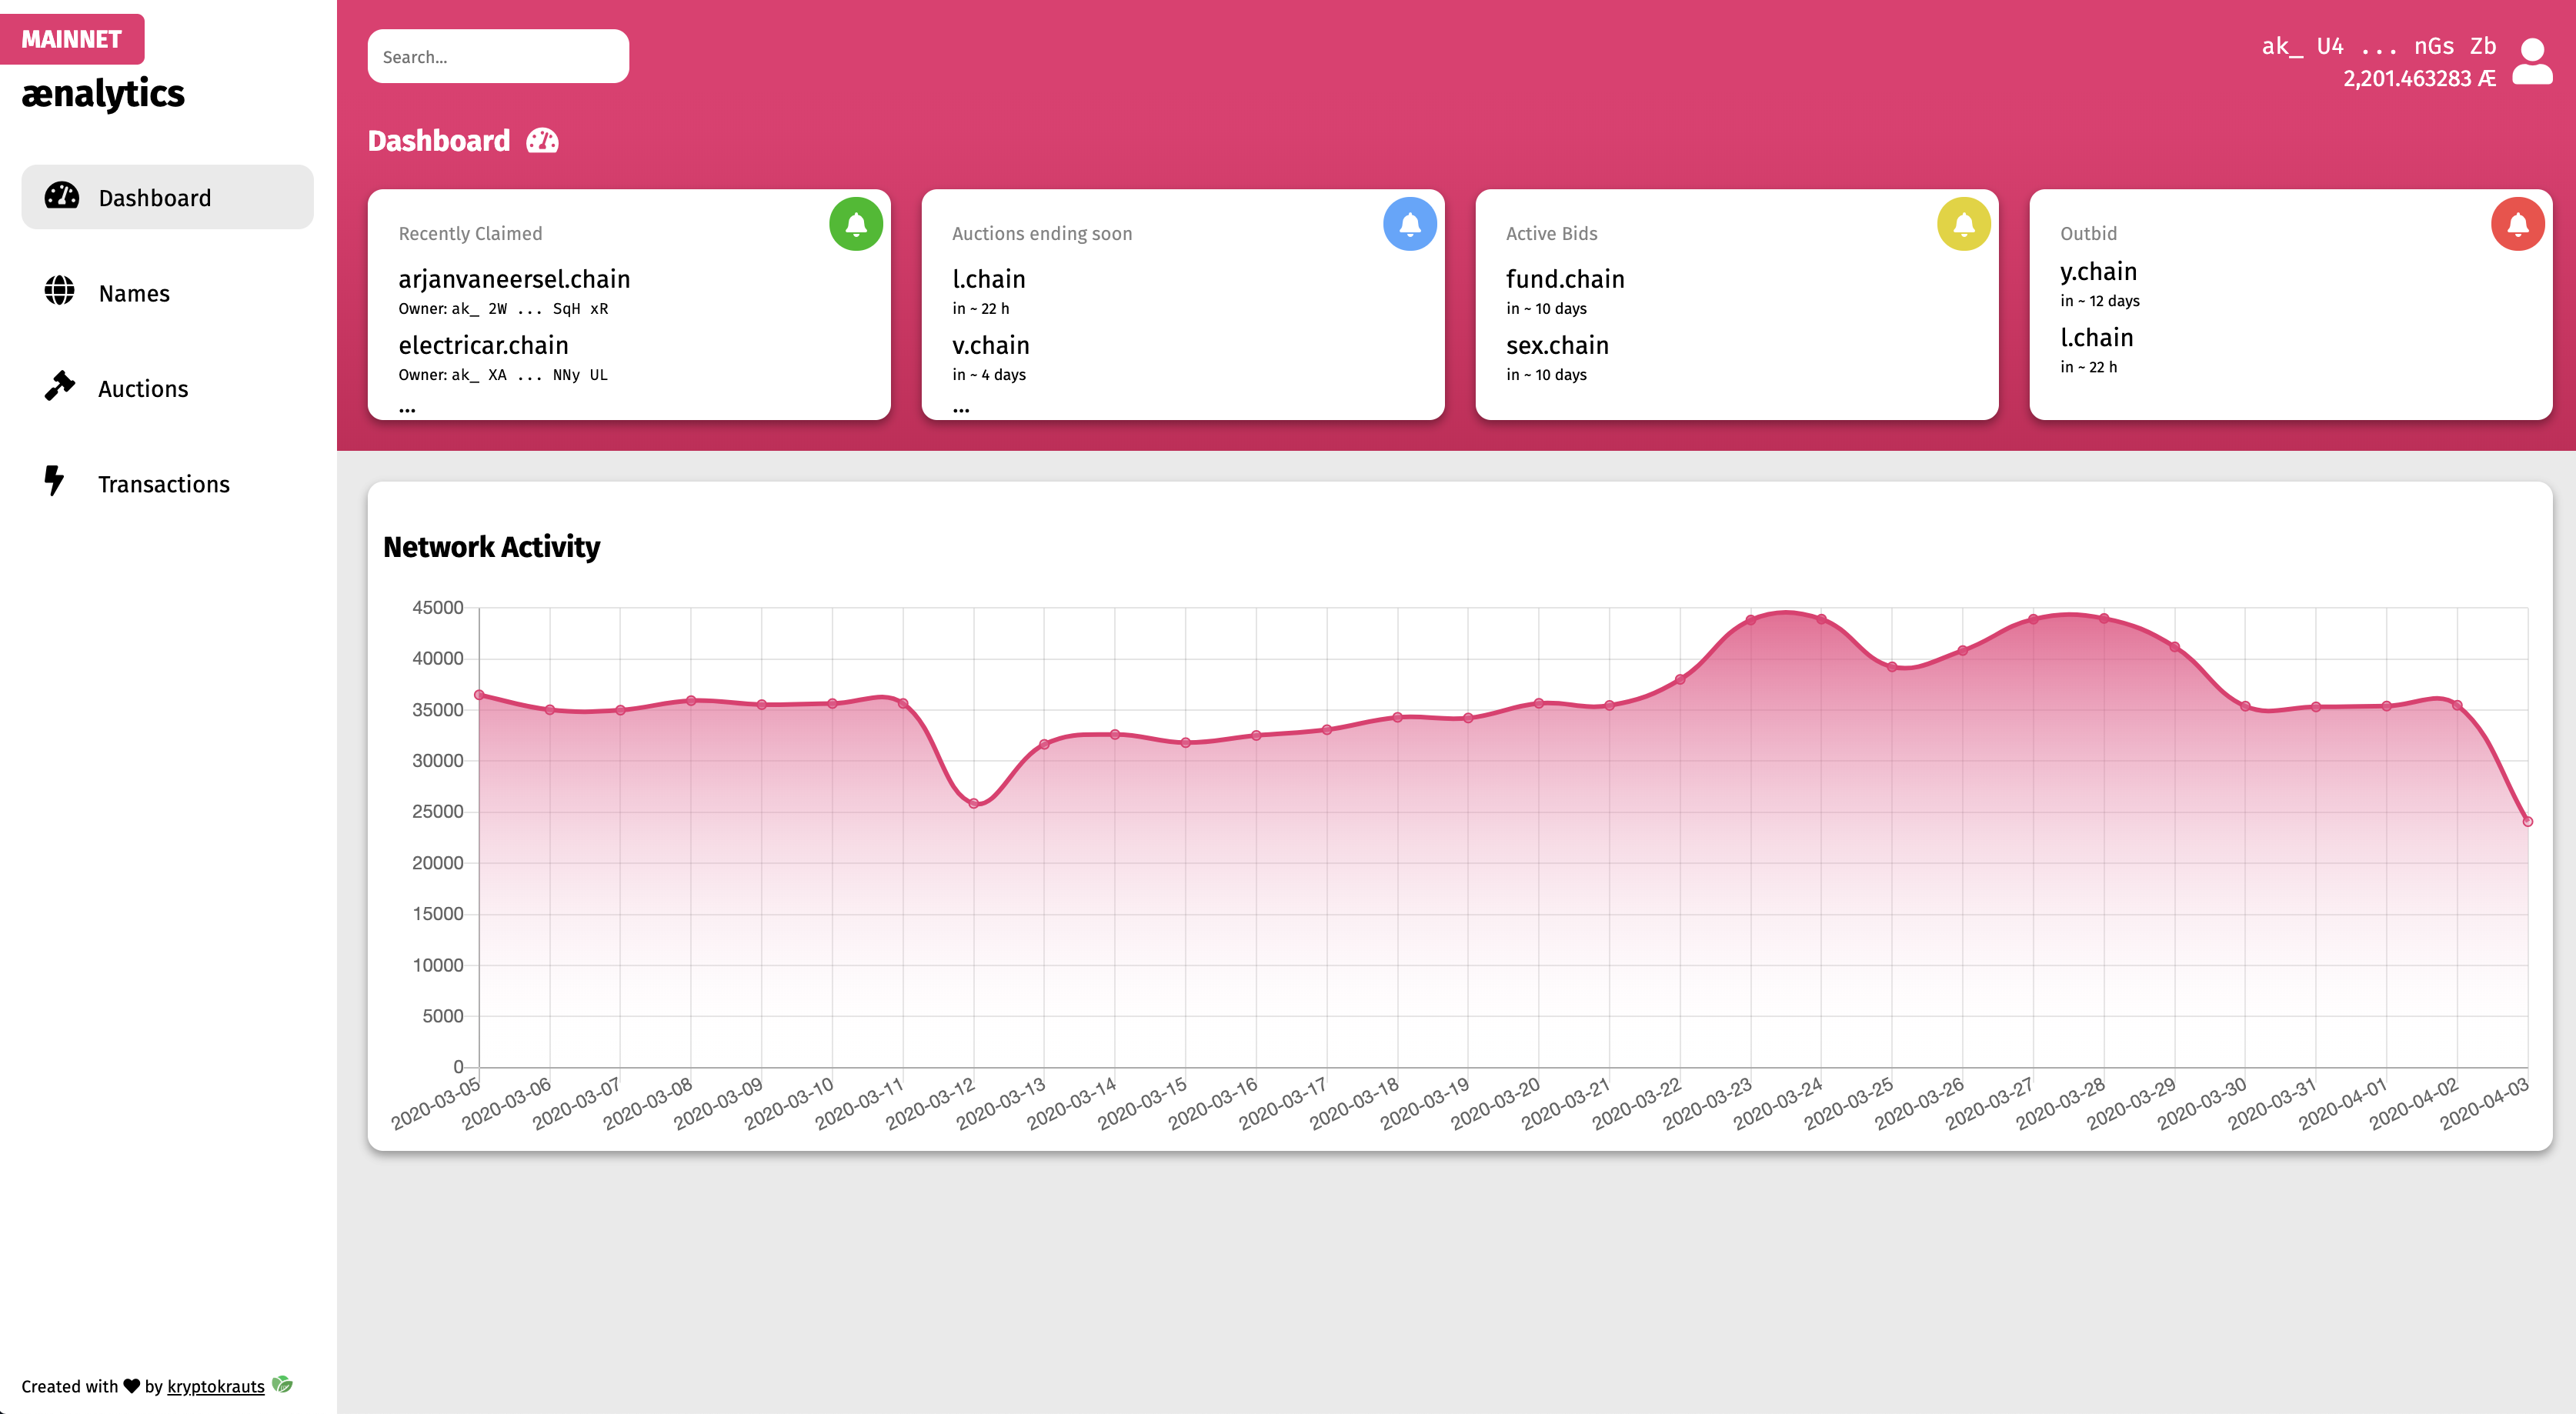 MAINNET
ænalytics
Dashboard
Names
Auctions
Transactions
Created with ♥ by kryptokrauts
Search...
ak_ U4 ... nGs Zb
2,201.463283 Æ
Dashboard
Recently Claimed
arjanvaneersel.chain
Owner: ak_ 2W ... SqH xR
electricar.chain
Owner: ak_ XA ... NNy UL
...
Auctions ending soon
l.chain
in ~ 22 h
v.chain
in ~ 4 days
...
Active Bids
fund.chain
in ~ 10 days
sex.chain
in ~ 10 days
Outbid
y.chain
in ~ 12 days
l.chain
in ~ 22 h
Network Activity
45000
40000
35000
30000
25000
20000
15000
10000
5000
0
2020-03-05
2020-03-06
2020-03-07
2020-03-08
2020-03-09
2020-03-10
2020-03-11
2020-03-12
2020-03-13
2020-03-14
2020-03-15
2020-03-16
2020-03-17
2020-03-18
2020-03-19
2020-03-20
2020-03-21
2020-03-22
2020-03-23
2020-03-24
2020-03-25
2020-03-26
2020-03-27
2020-03-28
2020-03-29
2020-03-30
2020-03-31
2020-04-01
2020-04-02
2020-04-03